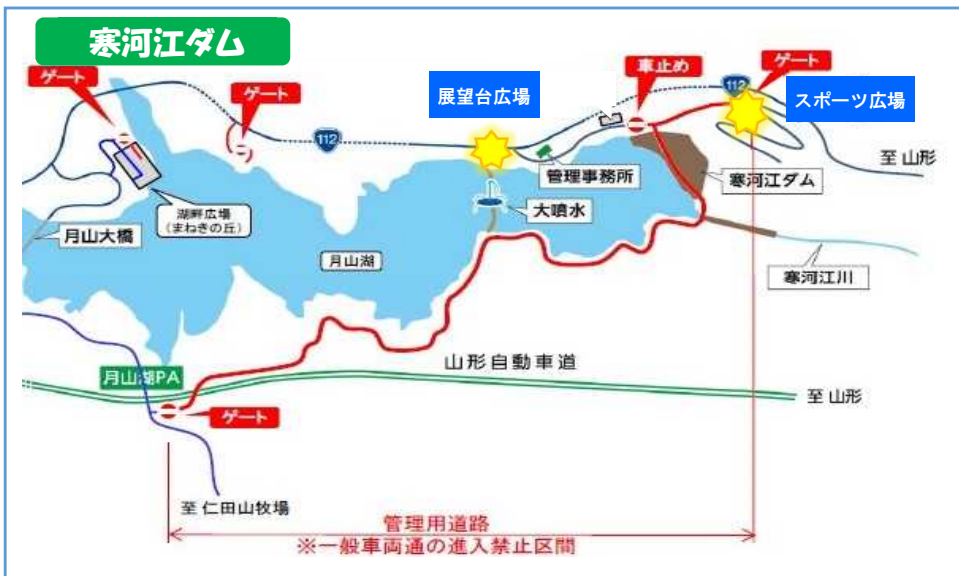 寒河江ダム
ゲート
ゲート
展望台広場
車止め
ゲート
スポーツ広場
112
112
至 山形
管理事務所
寒河江ダム
湖畔広場
(まねきの丘)
大噴水
月山大橋
月山湖
寒河江川
山形自動車道
月山湖PA
至 山形
ゲート
至 仁田山牧場
管理用道路
※一般車両通の進入禁止区間